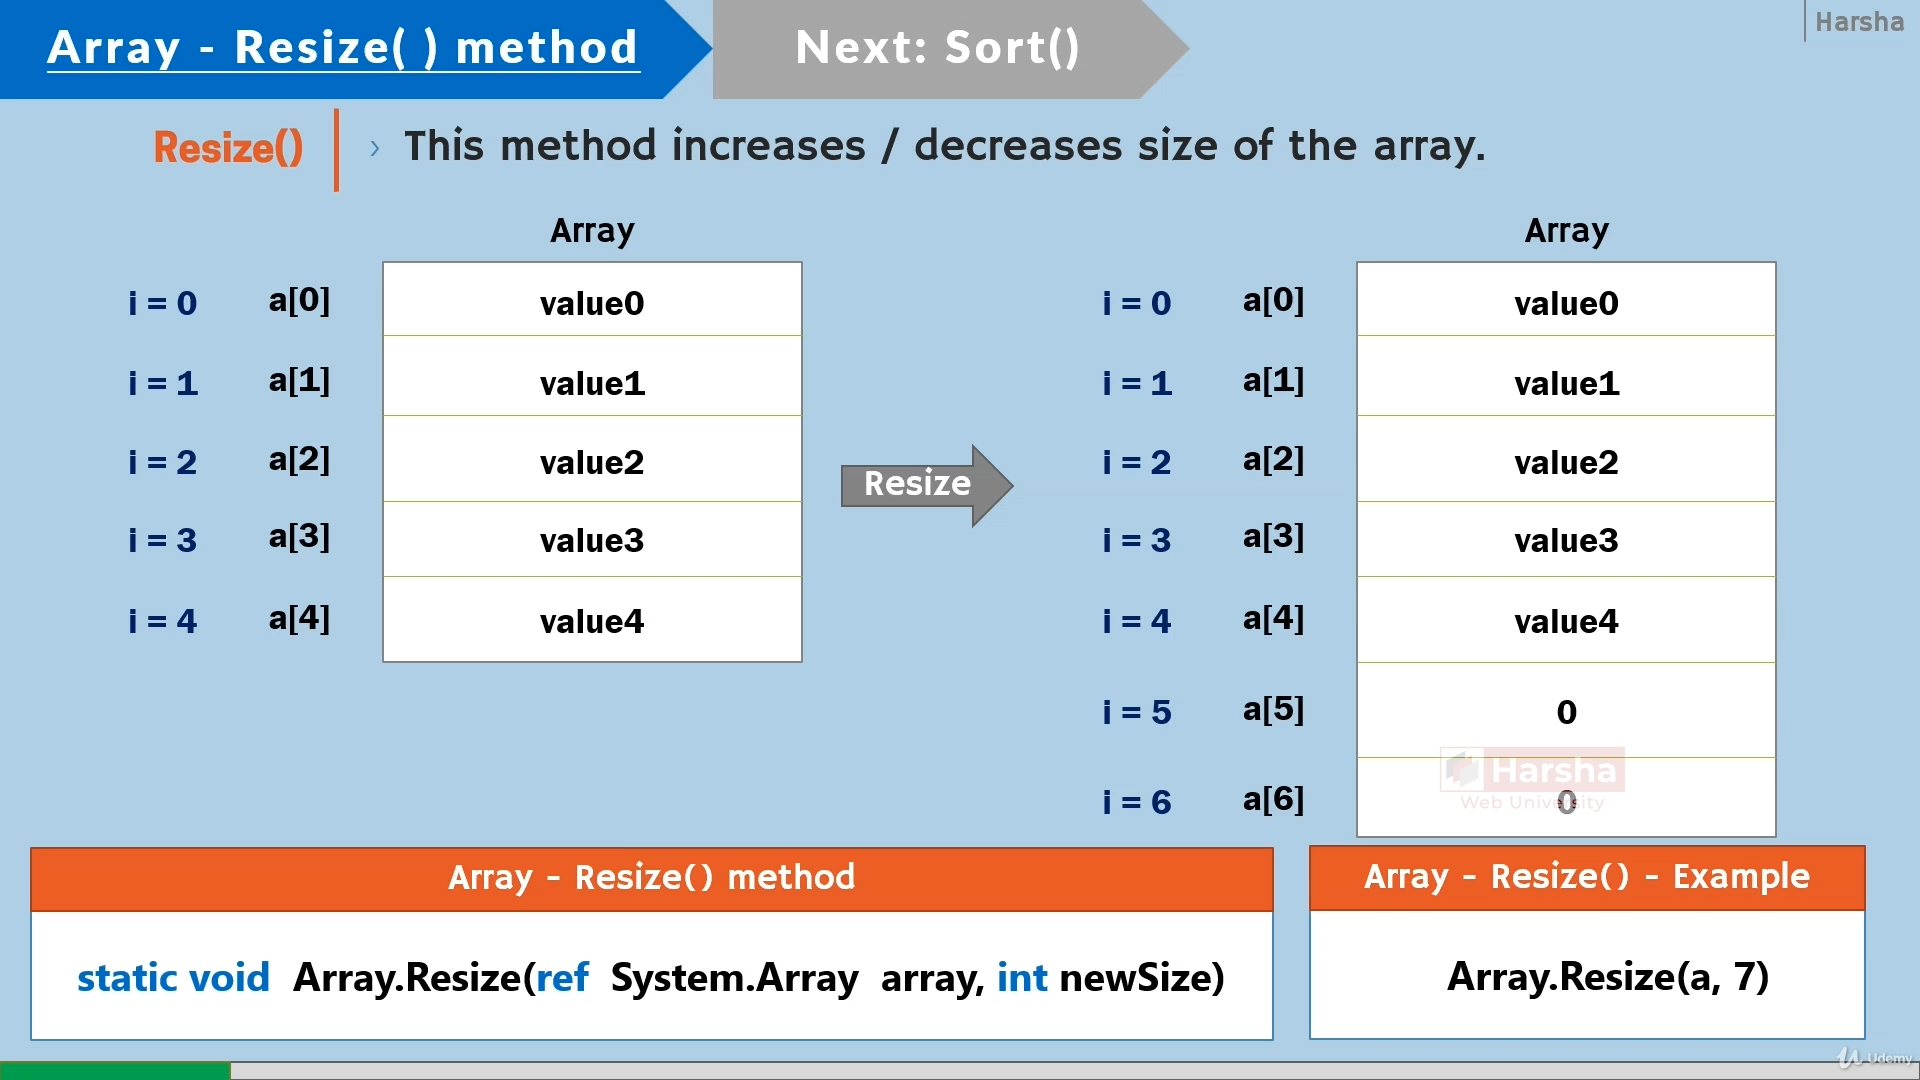 Array - Resize( ) method
Next: Sort()
Harsha
Resize()
› This method increases / decreases size of the array.
Array
i = 0 a[0] value0
i = 1 a[1] value1
i = 2 a[2] value2
i = 3 a[3] value3
i = 4 a[4] value4
Resize
Array
i = 0 a[0] value0
i = 1 a[1] value1
i = 2 a[2] value2
i = 3 a[3] value3
i = 4 a[4] value4
i = 5 a[5] 0
i = 6 a[6] 0
Harsha
Web University
Array - Resize() method
static void Array.Resize(ref System.Array array, int newSize)
Array - Resize() - Example
Array.Resize(a, 7)
Udemy